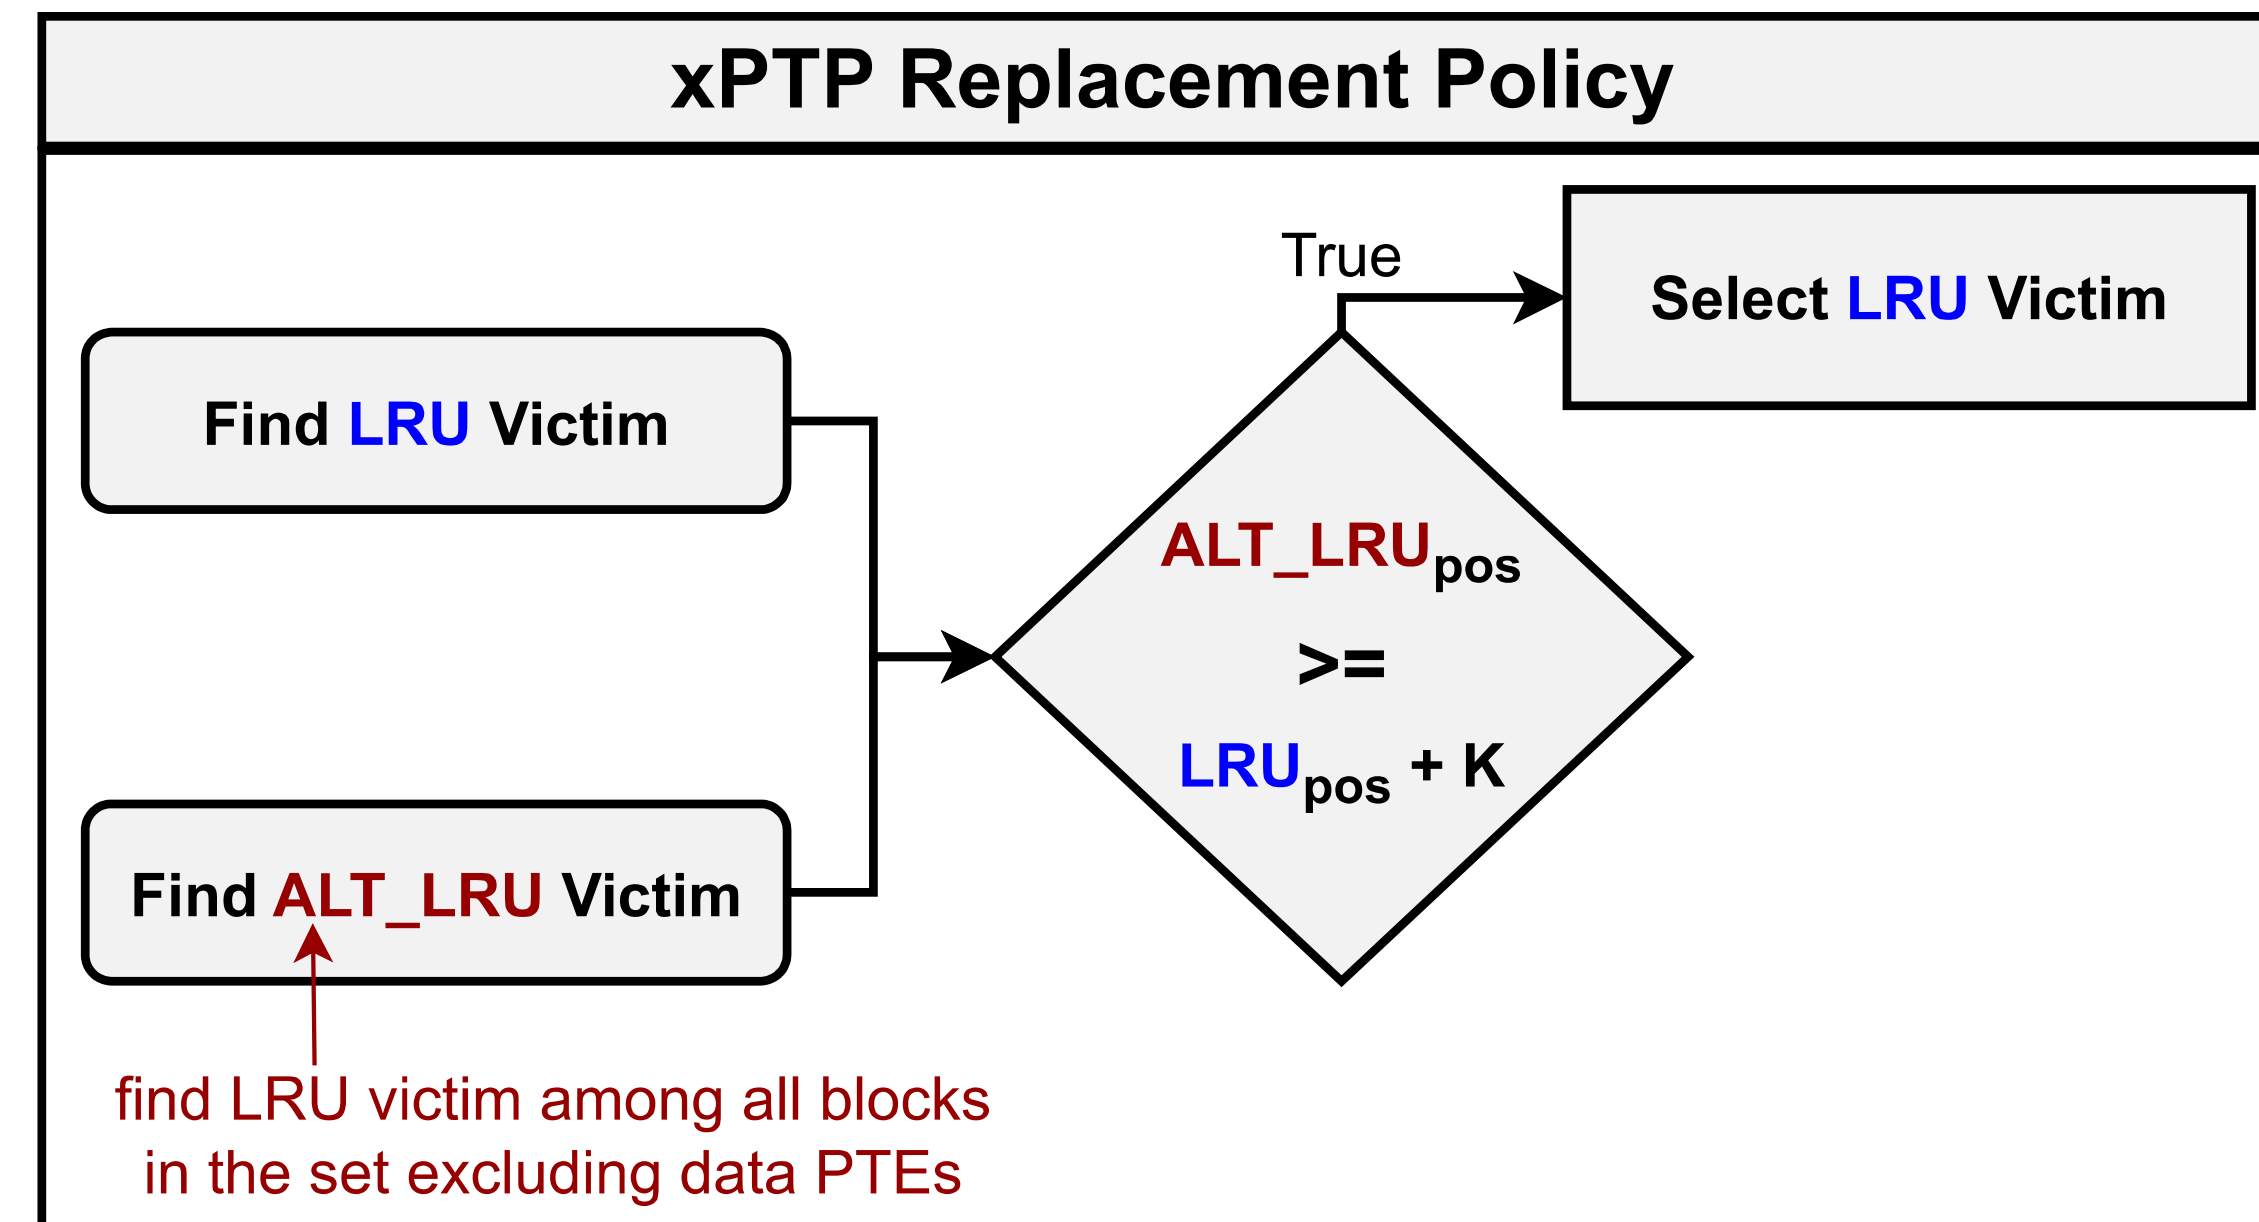 xPTP Replacement Policy
True
Select LRU Victim
Find LRU Victim
ALT_LRUpos
>=
LRUpos + K
Find ALT_LRU Victim
find LRU victim among all blocks
in the set excluding data PTEs